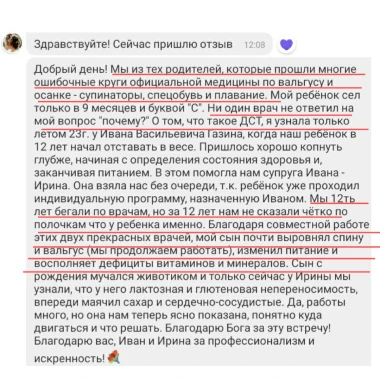 Здравствуйте! Сейчас пришлю отзыв 12:08
Добрый день! Мы из тех родителей, которые прошли многие
ошибочные круги официальной медицины по вальгусу и
осанке - супинаторы, спецобувь и плавание. Мой ребёнок сел
только в 9 месяцев и буквой "С". Ни один врач не ответил на
мой вопрос "почему?" О том, что такое ДСТ, я узнала только
летом 23г. у Ивана Васильевича Газина, когда наш ребёнок в
12 лет начал отставать в весе. Пришлось хорошо копнуть
глубже, начиная с определения состояния здоровья и,
заканчивая питанием. В этом помогла нам супруга Ивана -
Ирина. Она взяла нас без очереди, т.к. ребёнок уже проходил
индивидуальную программу, назначенную Иваном. Мы 12ть
лет бегали по врачам, но за 12 лет нам не сказали чётко по
полочкам что у ребенка именно. Благодаря совместной работе
этих двух прекрасных врачей, мой сын почти выровнял спину
и вальгус (мы продолжаем работать), изменил питание и
восполняет дефициты витаминов и минералов. Сын с
рождения мучался животиком и только сейчас у Ирины мы
узнали, что у него лактозная и глютеновая непереносимость,
впереди маячил сахар и сердечно-сосудистые. Да, работы
много, но она нам теперь ясно показана, понятно куда
двигаться и что решать. Благодарю Бога за эту встречу!
Благодарю вас, Иван и Ирина за профессионализм и
искренность!